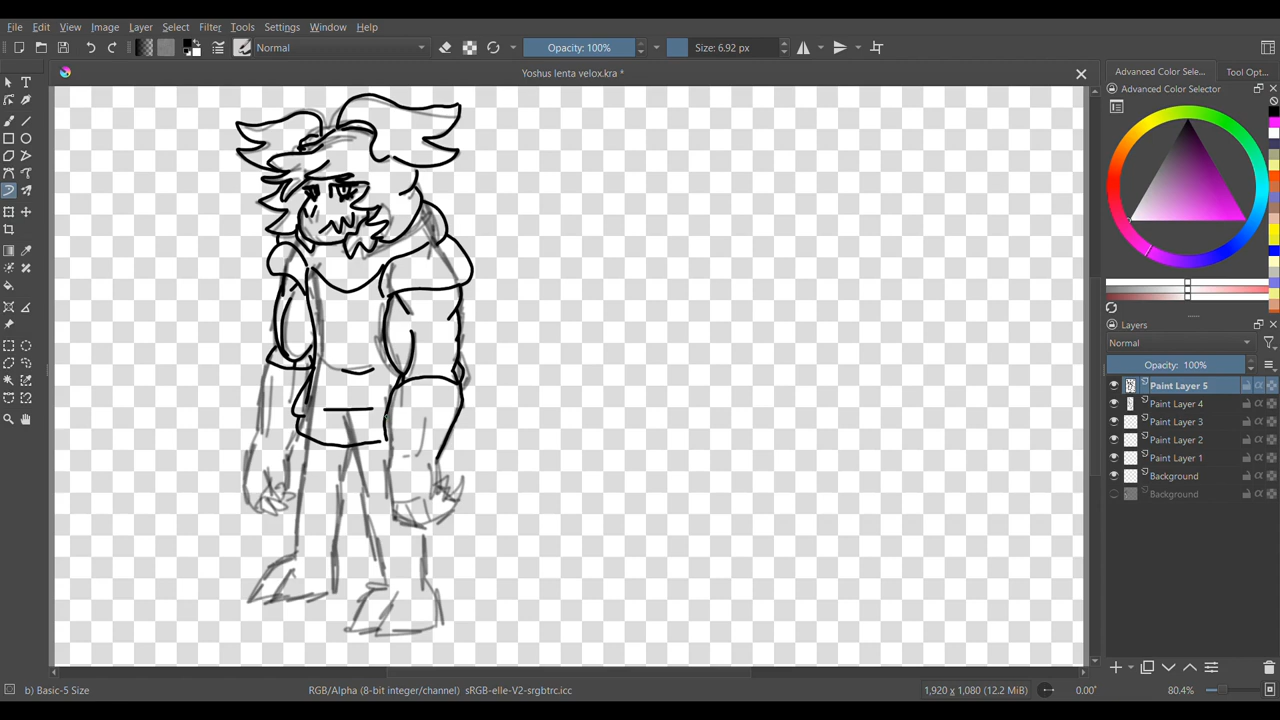 File Edit View Image Layer Select Filter Tools Settings Window Help
Normal Opacity: 100% Size: 6.92 px
Yoshus lenta velox.kra *
Advanced Color Sele... Tool Opt...
Advanced Color Selector
Layers
Normal
Opacity: 100%
Paint Layer 5
Paint Layer 4
Paint Layer 3
Paint Layer 2
Paint Layer 1
Background
Background
b) Basic-5 Size RGB/Alpha (8-bit integer/channel) sRGB-elle-V2-srgbtrc.icc 1,920 x 1,080 (12.2 MiB) 0.00° 80.4%